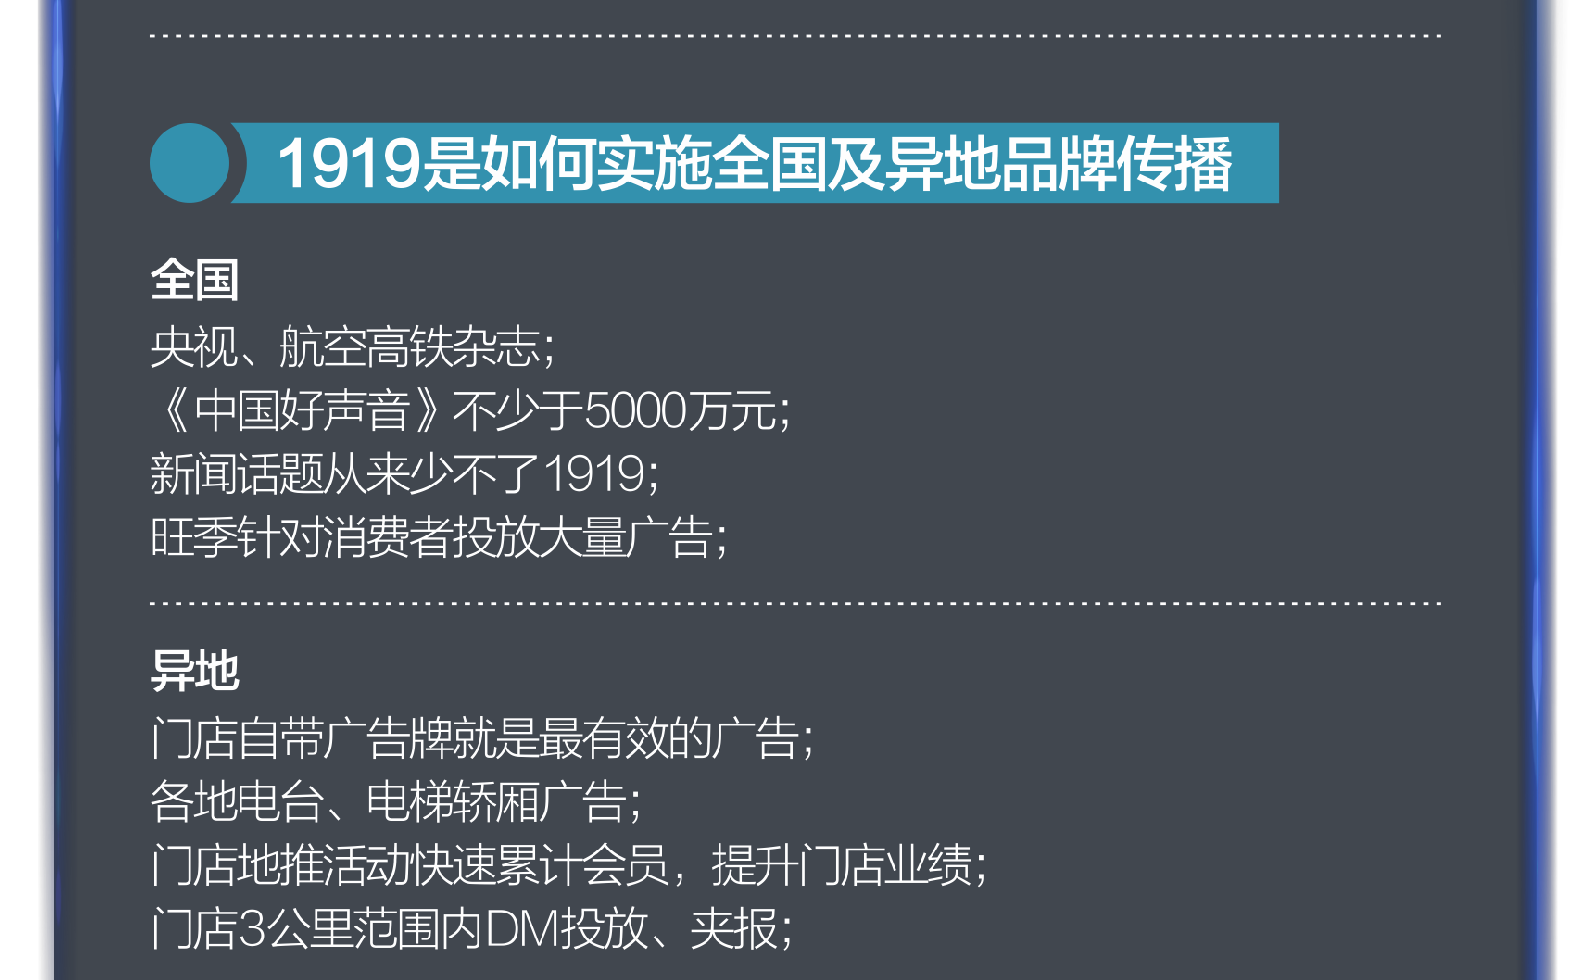 1919是如何实施全国及异地品牌传播
全国
央视、航空高铁杂志；
《中国好声音》不少于5000万元；
新闻话题从来少不了1919；
旺季针对消费者投放大量广告；
异地
门店自带广告牌就是最有效的广告；
各地电台、电梯轿厢广告；
门店地推活动快速累计会员，提升门店业绩；
门店3公里范围内DM投放、夹报；